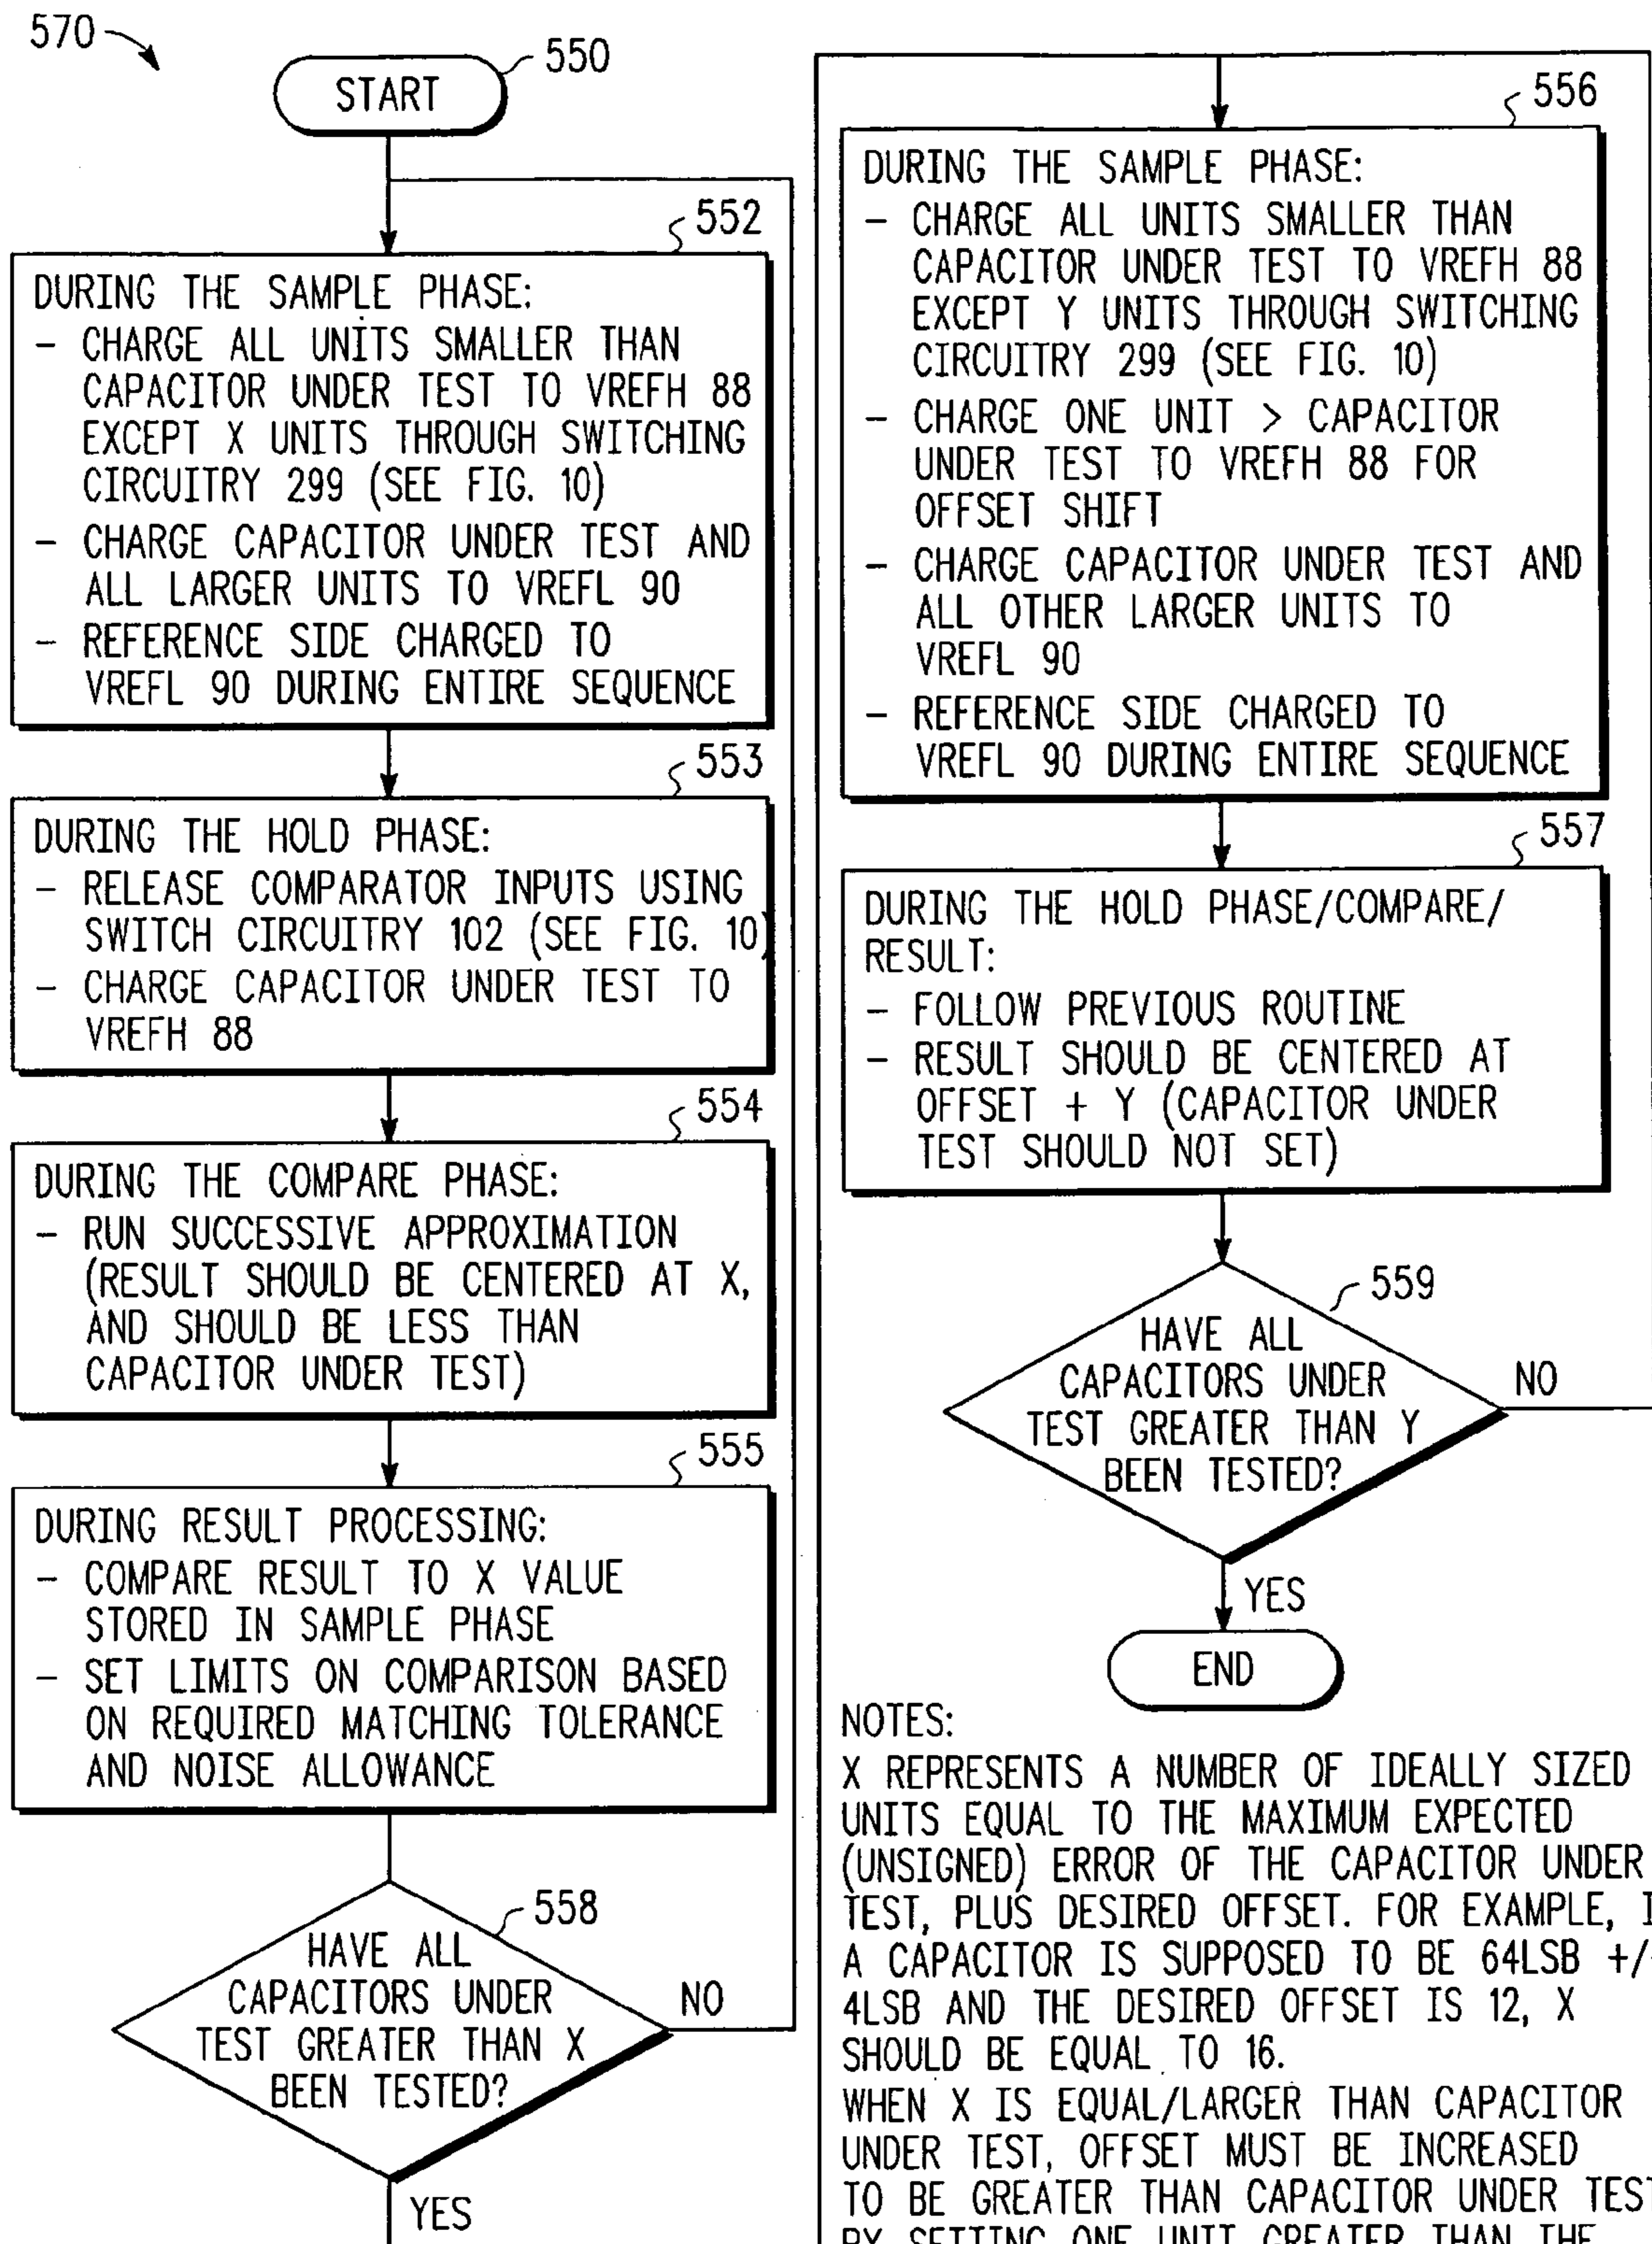 570
START
550
552
DURING THE SAMPLE PHASE:
- CHARGE ALL UNITS SMALLER THAN
CAPACITOR UNDER TEST TO VREFH 88
EXCEPT X UNITS THROUGH SWITCHING
CIRCUITRY 299 (SEE FIG. 10)
- CHARGE CAPACITOR UNDER TEST AND
ALL LARGER UNITS TO VREFL 90
- REFERENCE SIDE CHARGED TO
VREFL 90 DURING ENTIRE SEQUENCE
553
DURING THE HOLD PHASE:
- RELEASE COMPARATOR INPUTS USING
SWITCH CIRCUITRY 102 (SEE FIG. 10)
- CHARGE CAPACITOR UNDER TEST TO
VREFH 88
554
DURING THE COMPARE PHASE:
- RUN SUCCESSIVE APPROXIMATION
(RESULT SHOULD BE CENTERED AT X,
AND SHOULD BE LESS THAN
CAPACITOR UNDER TEST)
555
DURING RESULT PROCESSING:
- COMPARE RESULT TO X VALUE
STORED IN SAMPLE PHASE
- SET LIMITS ON COMPARISON BASED
ON REQUIRED MATCHING TOLERANCE
AND NOISE ALLOWANCE
558
HAVE ALL
CAPACITORS UNDER
TEST GREATER THAN X
BEEN TESTED?
NO
YES
556
DURING THE SAMPLE PHASE:
- CHARGE ALL UNITS SMALLER THAN
CAPACITOR UNDER TEST TO VREFH 88
EXCEPT Y UNITS THROUGH SWITCHING
CIRCUITRY 299 (SEE FIG. 10)
- CHARGE ONE UNIT > CAPACITOR
UNDER TEST TO VREFH 88 FOR
OFFSET SHIFT
- CHARGE CAPACITOR UNDER TEST AND
ALL OTHER LARGER UNITS TO
VREFL 90
- REFERENCE SIDE CHARGED TO
VREFL 90 DURING ENTIRE SEQUENCE
557
DURING THE HOLD PHASE/COMPARE/
RESULT:
- FOLLOW PREVIOUS ROUTINE
- RESULT SHOULD BE CENTERED AT
OFFSET + Y (CAPACITOR UNDER
TEST SHOULD NOT SET)
559
HAVE ALL
CAPACITORS UNDER
TEST GREATER THAN Y
BEEN TESTED?
NO
YES
END
NOTES:
X REPRESENTS A NUMBER OF IDEALLY SIZED
UNITS EQUAL TO THE MAXIMUM EXPECTED
(UNSIGNED) ERROR OF THE CAPACITOR UNDER
TEST, PLUS DESIRED OFFSET. FOR EXAMPLE,
A CAPACITOR IS SUPPOSED TO BE 64LSB +/-
4LSB AND THE DESIRED OFFSET IS 12, X
SHOULD BE EQUAL TO 16.
WHEN X IS EQUAL/LARGER THAN CAPACITOR
UNDER TEST, OFFSET MUST BE INCREASED
TO BE GREATER THAN CAPACITOR UNDER TEST
BY SETTING ONE UNIT GREATER THAN THE